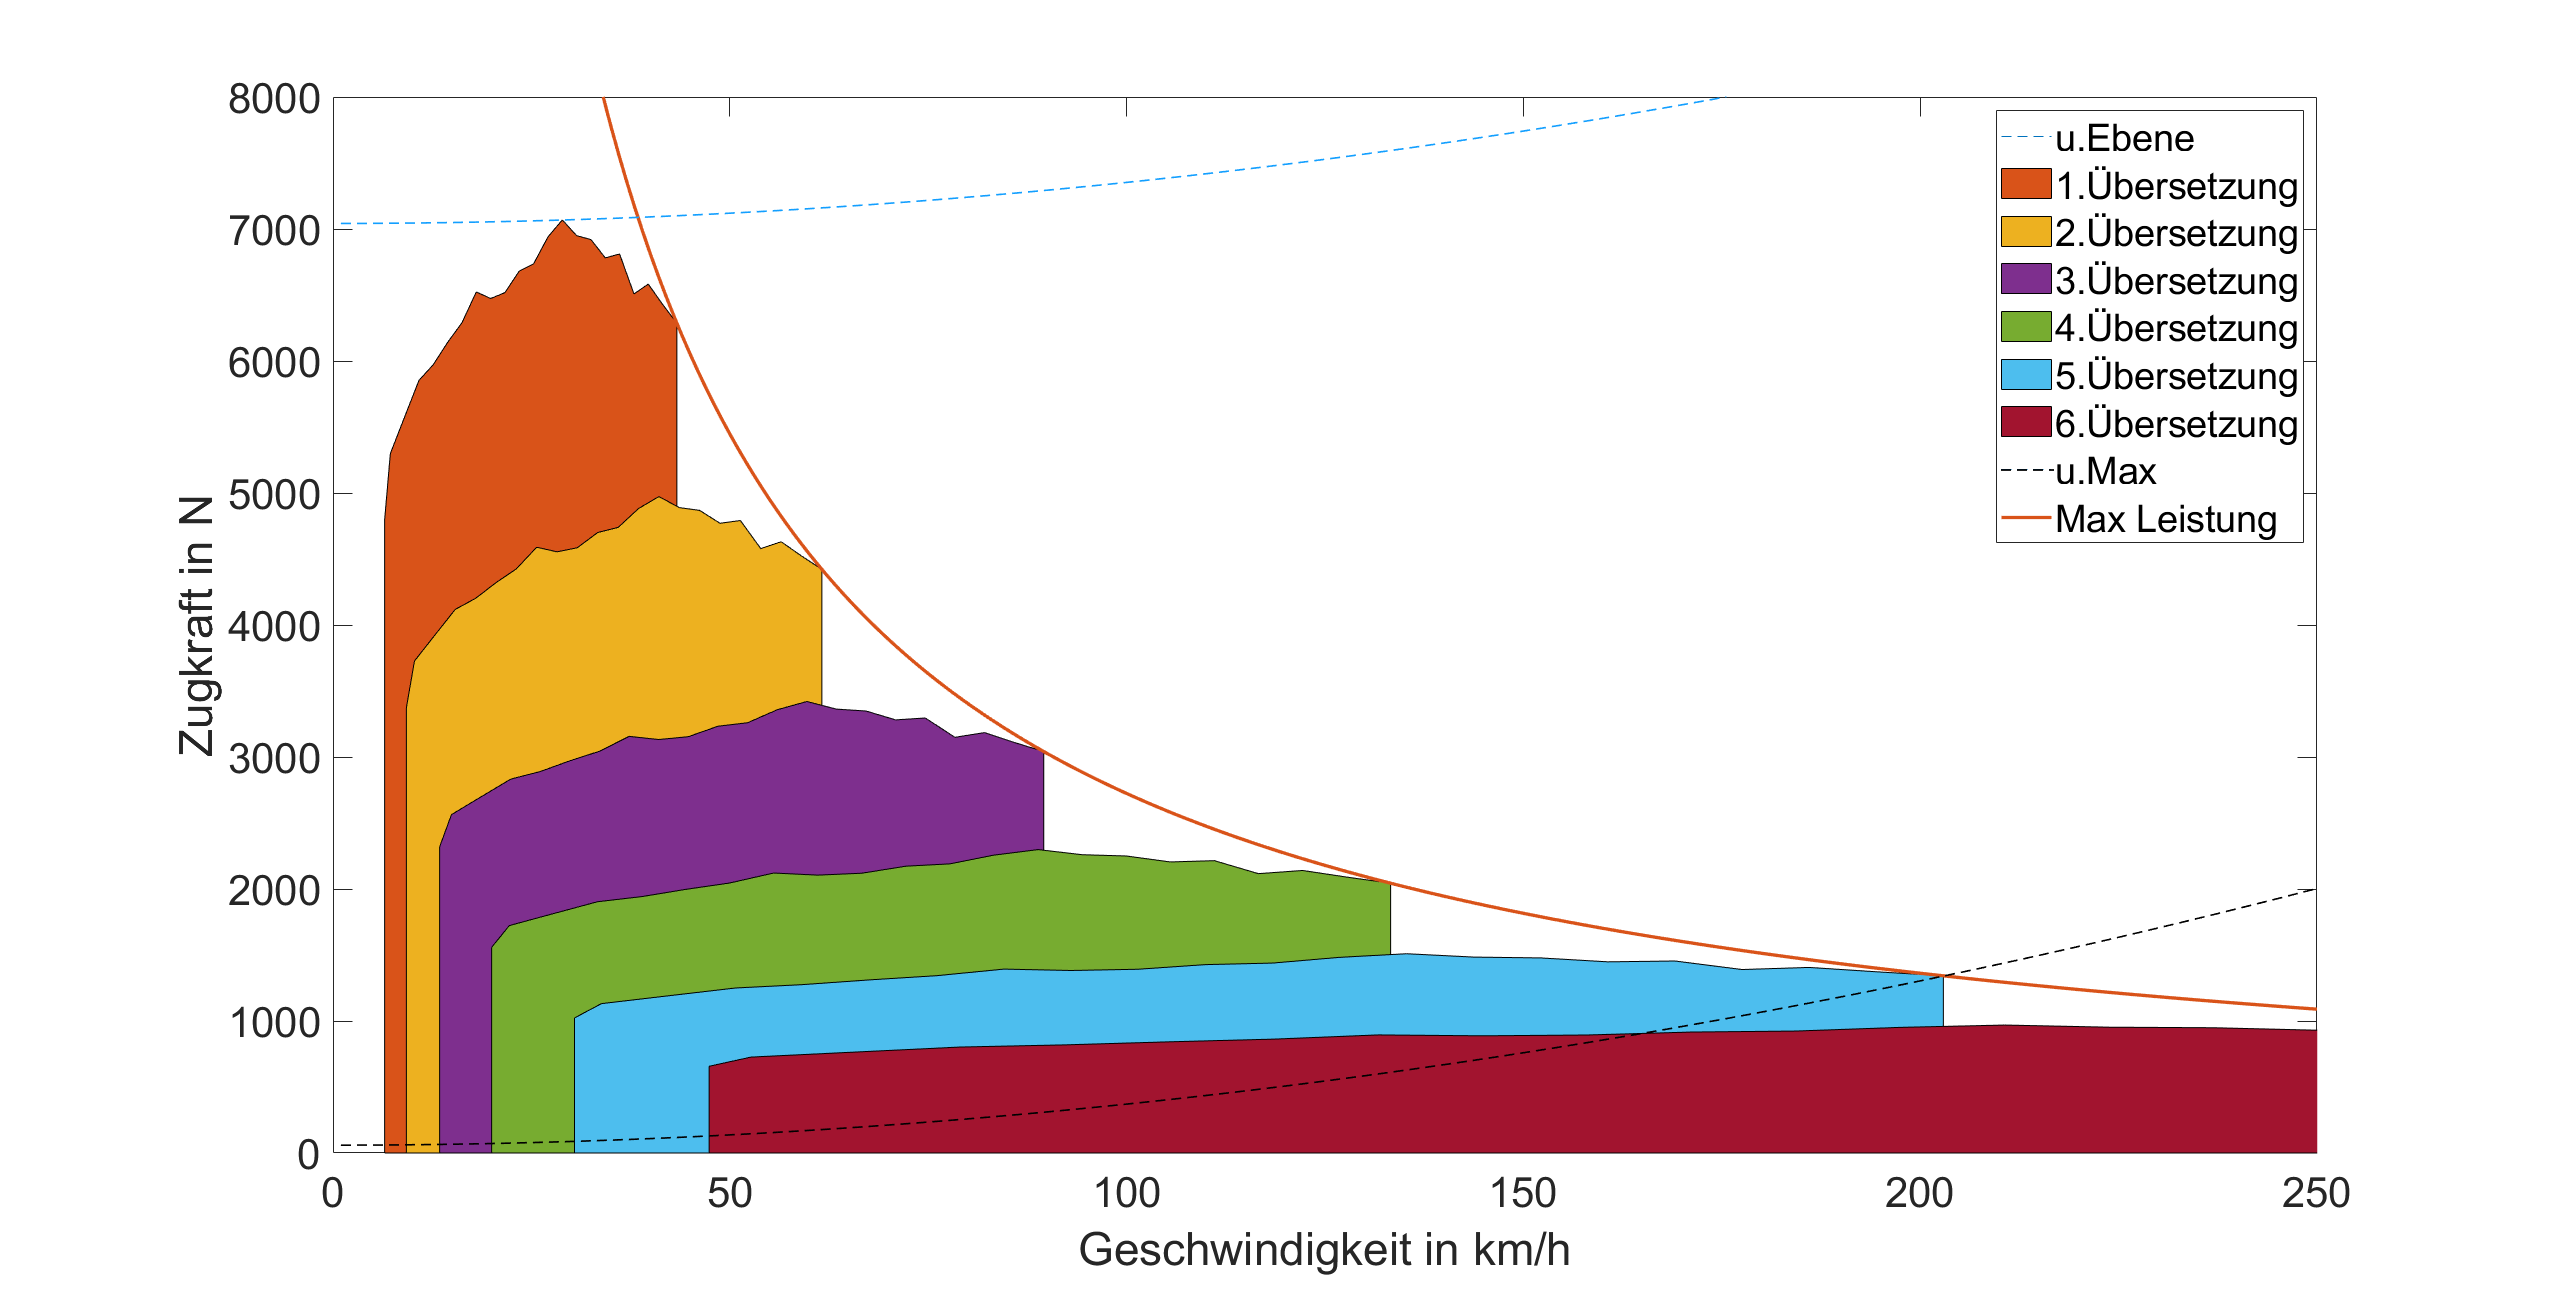 8000
7000
6000
5000
4000
3000
2000
1000
0
Zugkraft in N
0 50 100 150 200 250
Geschwindigkeit in km/h
u.Ebene
1.Übersetzung
2.Übersetzung
3.Übersetzung
4.Übersetzung
5.Übersetzung
6.Übersetzung
u.Max
Max Leistung